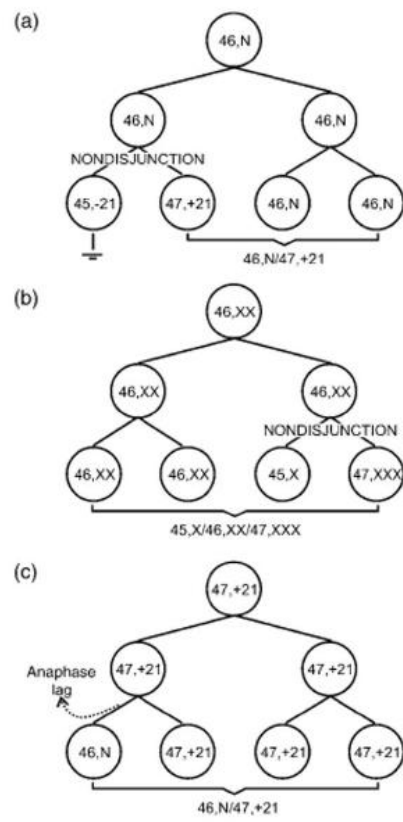 (a)
46,N
46,N 46,N
NONDISJUNCTION
45,-21 47,+21 46,N 46,N
46,N/47,+21
(b)
46,XX
46,XX 46,XX
NONDISJUNCTION
46,XX 46,XX 45,X 47,XXX
45,X/46,XX/47,XXX
(c)
47,+21
47,+21 47,+21
Anaphase
lag
46,N 47,+21 47,+21 47,+21
46,N/47,+21